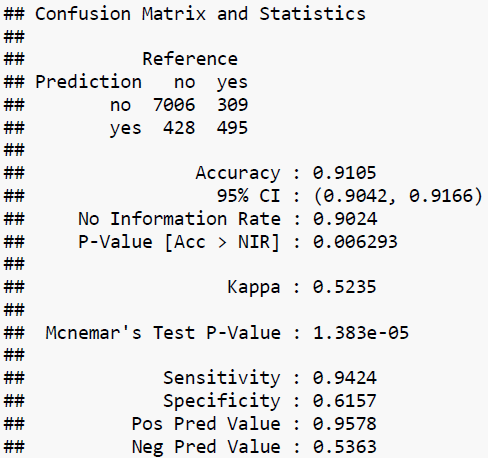 ## Confusion Matrix and Statistics
##
##           Reference
## Prediction   no  yes
##        no  7006  309
##        yes  428  495
##
##                Accuracy : 0.9105
##                  95% CI : (0.9042, 0.9166)
##     No Information Rate : 0.9024
##     P-Value [Acc > NIR] : 0.006293
##
##                   Kappa : 0.5235
##
##  Mcnemar's Test P-Value : 1.383e-05
##
##             Sensitivity : 0.9424
##             Specificity : 0.6157
##          Pos Pred Value : 0.9578
##          Neg Pred Value : 0.5363